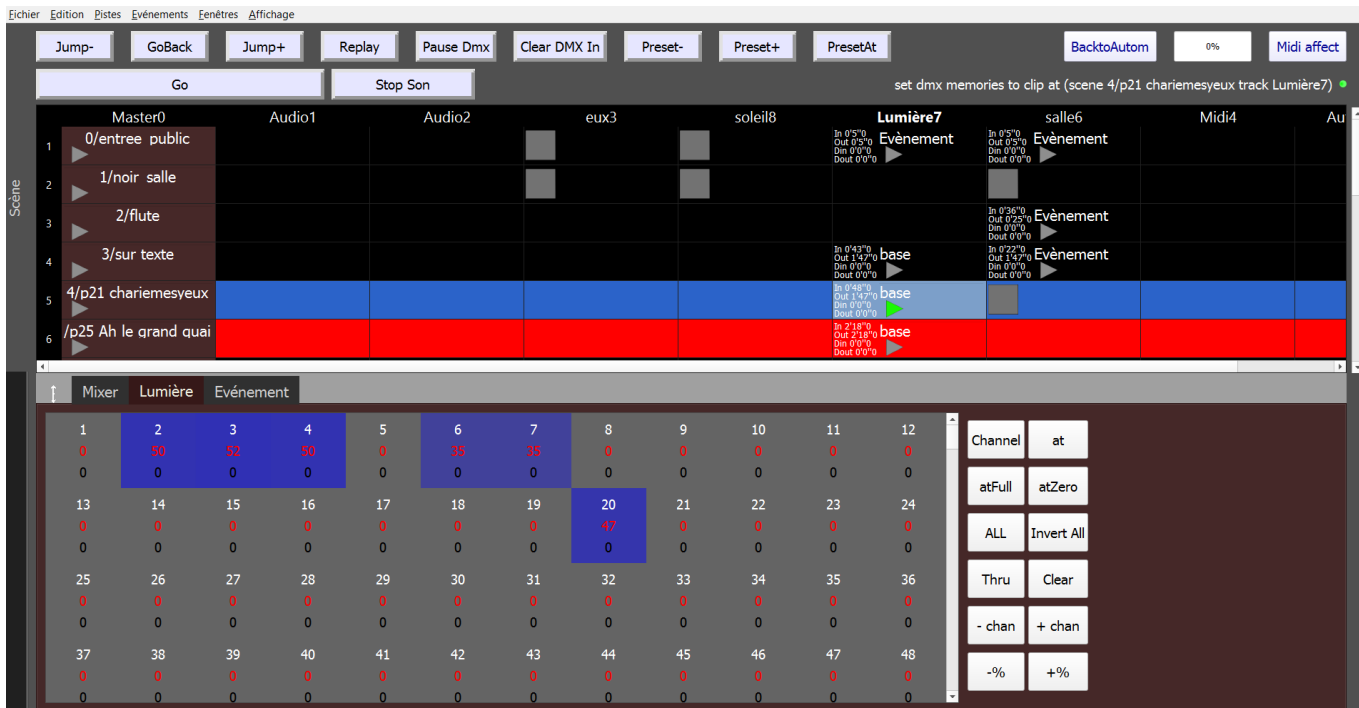 Fichier Edition Pistes Evénements Fenêtres Affichage
Jump- GoBack Jump+ Replay Pause Dmx Clear DMX In Preset- Preset+ PresetAt BacktoAutom 0% Midi affect
Go Stop Son set dmx memories to clip at (scene 4/p21 chariemesyeux track Lumière7)
Scène
Master0 Audio1 Audio2 eux3 soleil8 Lumière7 salle6 Midi4 Au
1 0/entree public
In 0'5"0
Out 0'5"0
Din 0'0"0
Dout 0'0"0
Evènement
In 0'5"0
Out 0'5"0
Din 0'0"0
Dout 0'0"0
Evènement
2 1/noir salle
3 2/flute
In 0'36"0
Out 0'25"0
Din 0'0"0
Dout 0'0"0
Evènement
4 3/sur texte
In 0'43"0
Out 1'47"0
Din 0'0"0
Dout 0'0"0
base
In 0'22"0
Out 1'47"0
Din 0'0"0
Dout 0'0"0
Evènement
5 4/p21 chariemesyeux
In 0'48"0
Out 1'47"0
Din 0'0"0
Dout 0'0"0
base
6 /p25 Ah le grand quai
In 2'18"0
Out 2'18"0
Din 0'0"0
Dout 0'0"0
base
Mixer Lumière Evénement
1 2 3 4 5 6 7 8 9 10 11 12
0 50 52 50 0 35 35 0 0 0 0 0
0 0 0 0 0 0 0 0 0 0 0 0
13 14 15 16 17 18 19 20 21 22 23 24
0 0 0 0 0 0 0 47 0 0 0 0
0 0 0 0 0 0 0 0 0 0 0 0
25 26 27 28 29 30 31 32 33 34 35 36
0 0 0 0 0 0 0 0 0 0 0 0
0 0 0 0 0 0 0 0 0 0 0 0
37 38 39 40 41 42 43 44 45 46 47 48
0 0 0 0 0 0 0 0 0 0 0 0
0 0 0 0 0 0 0 0 0 0 0 0
Channel at
atFull atZero
ALL Invert All
Thru Clear
- chan + chan
-% +%